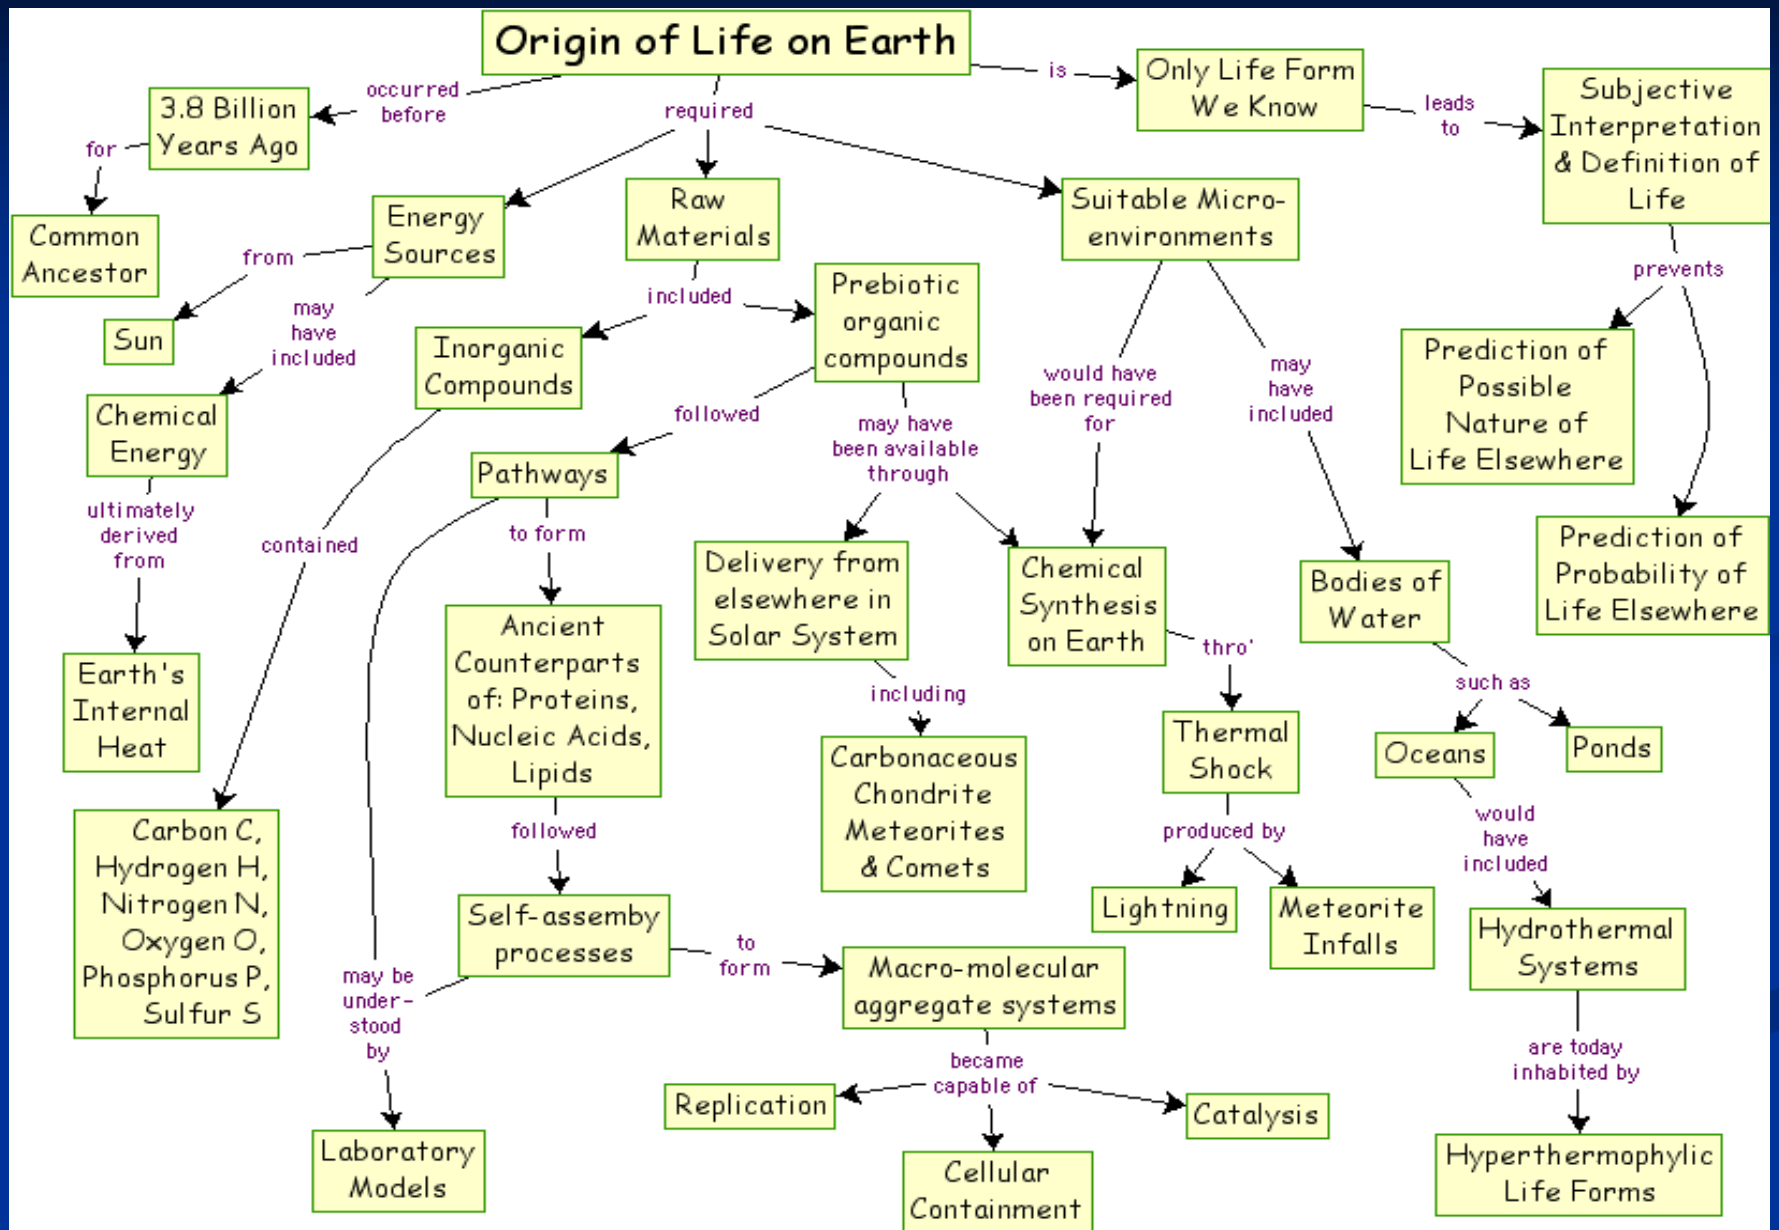 Origin of Life on Earth
is
Only Life Form
We Know
leads
to
Subjective
Interpretation
& Definition of
Life
occurred
before
3.8 Billion
Years Ago
for
Common
Ancestor
required
Energy
Sources
from
Sun
may
have
included
Chemical
Energy
ultimately
derived
from
Earth's
Internal
Heat
Raw
Materials
included
Inorganic
Compounds
contained
Carbon C,
Hydrogen H,
Nitrogen N,
Oxygen O,
Phosphorus P,
Sulfur S
Prebiotic
organic
compounds
followed
Pathways
to form
Ancient
Counterparts
of: Proteins,
Nucleic Acids,
Lipids
followed
Self-assemby
processes
may be
under-
stood
by
Laboratory
Models
to
form
Macro-molecular
aggregate systems
became
capable of
Replication
Cellular
Containment
Catalysis
may have
been available
through
Delivery from
elsewhere in
Solar System
including
Carbonaceous
Chondrite
Meteorites
& Comets
Suitable Micro-
environments
would have
been required
for
Chemical
Synthesis
on Earth
thro'
Thermal
Shock
produced by
Lightning
Meteorite
Infalls
may
have
included
Bodies of
Water
such as
Oceans
Ponds
would
have
included
Hydrothermal
Systems
are today
inhabited by
Hyperthermophylic
Life Forms
prevents
Prediction of
Possible
Nature of
Life Elsewhere
Prediction of
Probability of
Life Elsewhere